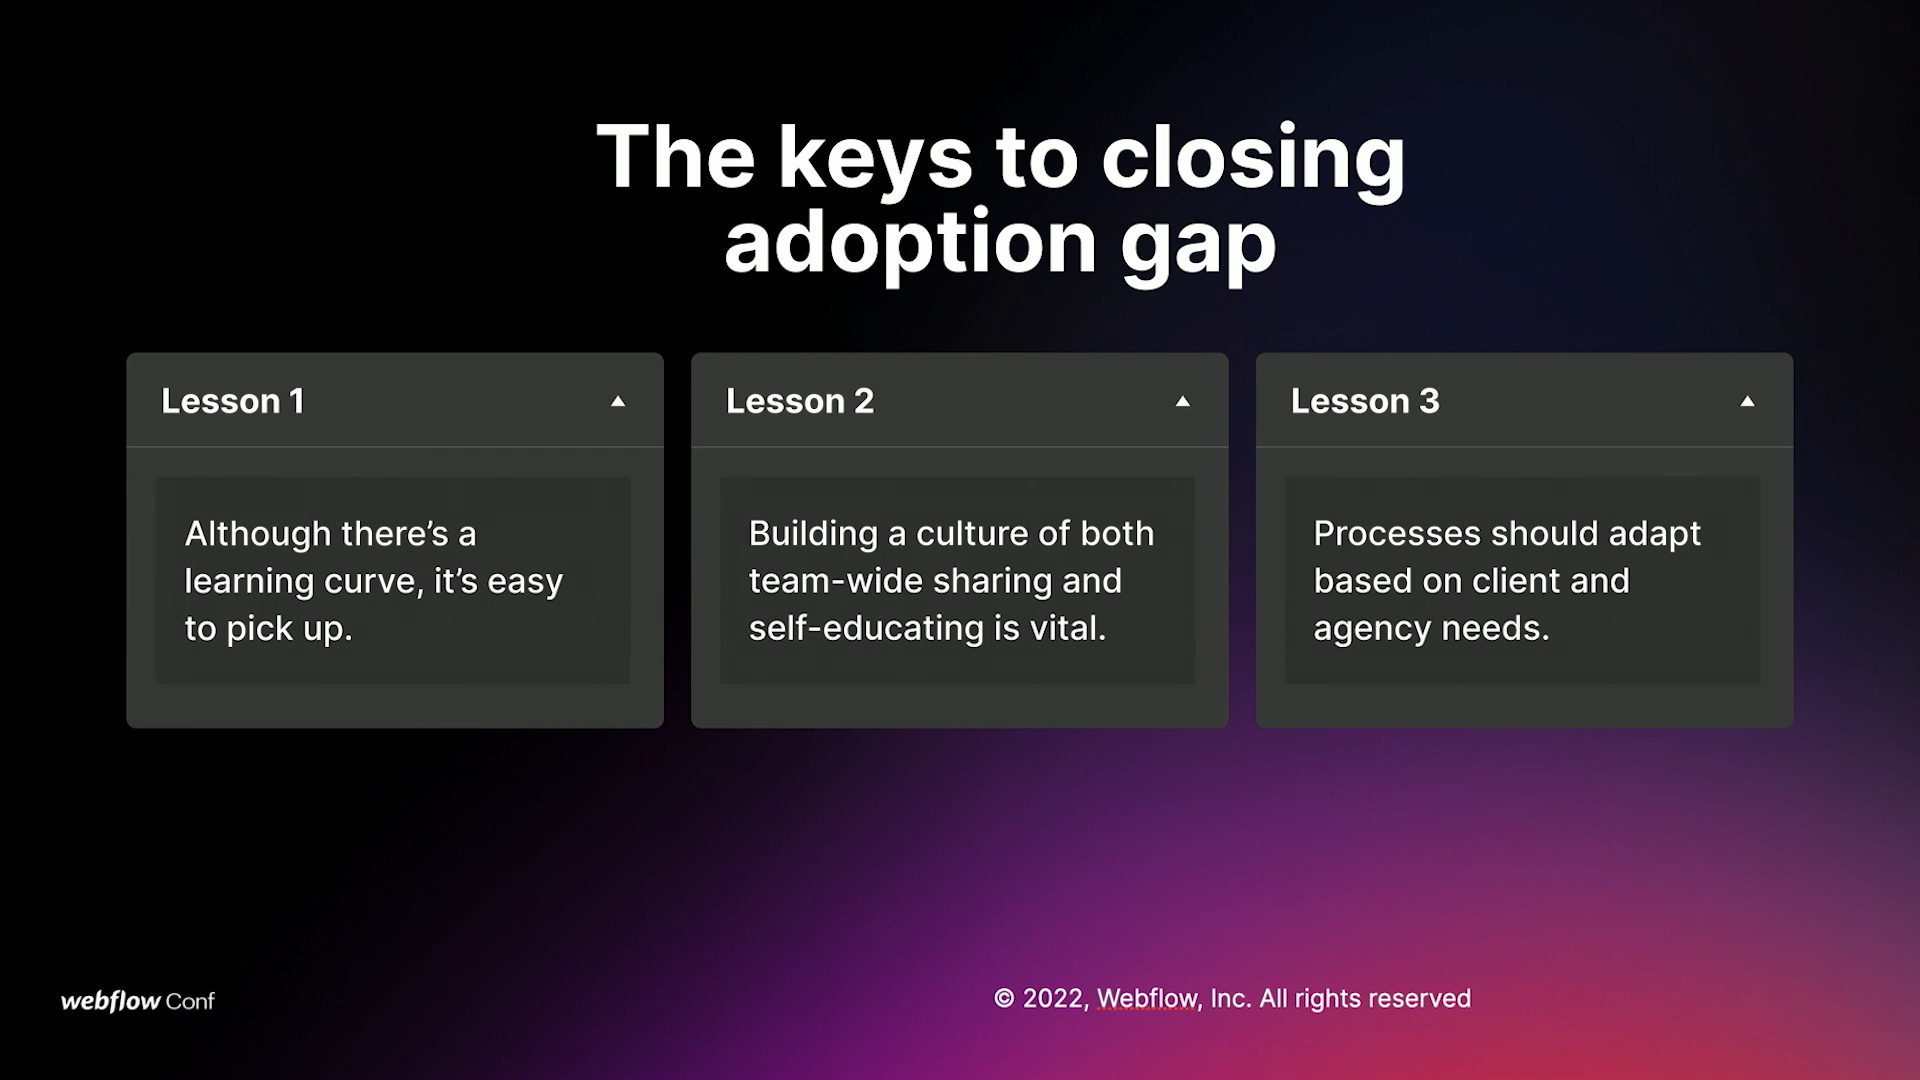 The keys to closing
adoption gap
Lesson 1
Although there’s a
learning curve, it’s easy
to pick up.
Lesson 2
Building a culture of both
team-wide sharing and
self-educating is vital.
Lesson 3
Processes should adapt
based on client and
agency needs.
webflow Conf
© 2022, Webflow, Inc. All rights reserved